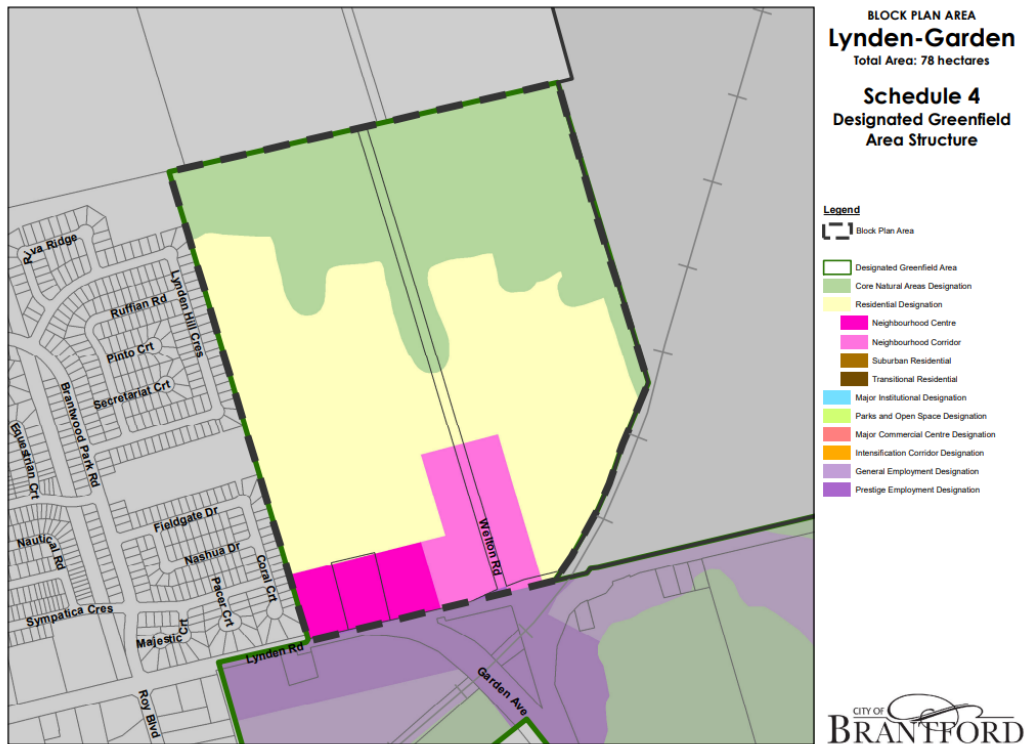 BLOCK PLAN AREA
Lynden-Garden
Total Area: 78 hectares
Schedule 4
Designated Greenfield
Area Structure
Legend
Block Plan Area
Designated Greenfield Area
Core Natural Areas Designation
Residential Designation
Neighbourhood Centre
Neighbourhood Corridor
Suburban Residential
Transitional Residential
Major Institutional Designation
Parks and Open Space Designation
Major Commercial Centre Designation
Intensification Corridor Designation
General Employment Designation
Prestige Employment Designation
Ryva Ridge
Ruffian Rd
Lynden Hill Cres
Pinto Crt
Secretariat Crt
Brantwood Park Rd
Equestrian Crt
Fieldgate Dr
Nautical Rd
Nashua Dr
Coral Crt
Pacer Crt
Sympatica Cres
Majestic Crt
Welton Rd
Lynden Rd
Garden Ave
Roy Blvd
CITY OF
BRANTFORD